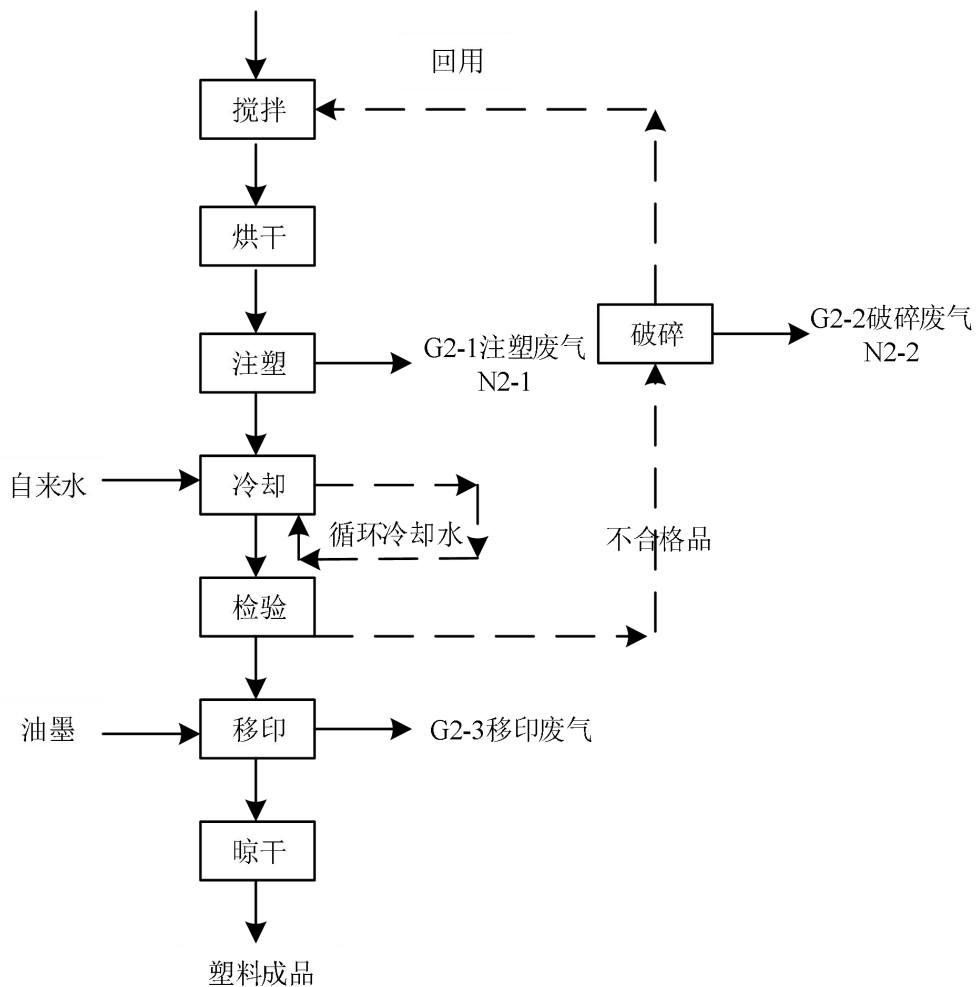 回用
搅拌
烘干
注塑
G2-1注塑废气
N2-1
破碎
G2-2破碎废气
N2-2
自来水
冷却
循环冷却水
不合格品
检验
油墨
移印
G2-3移印废气
晾干
塑料成品